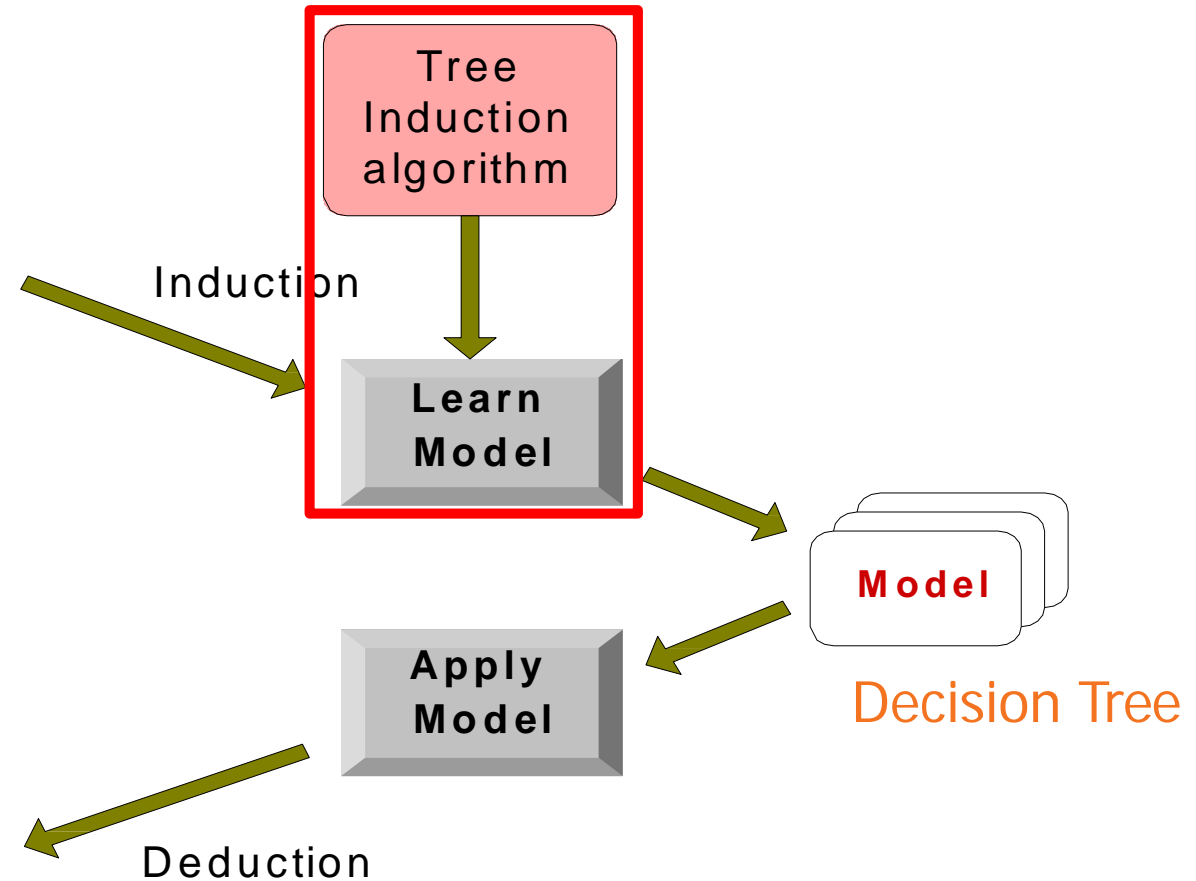 Tree
Induction
algorithm
Induction
Learn
Model
Model
Apply
Model
Decision Tree
Deduction